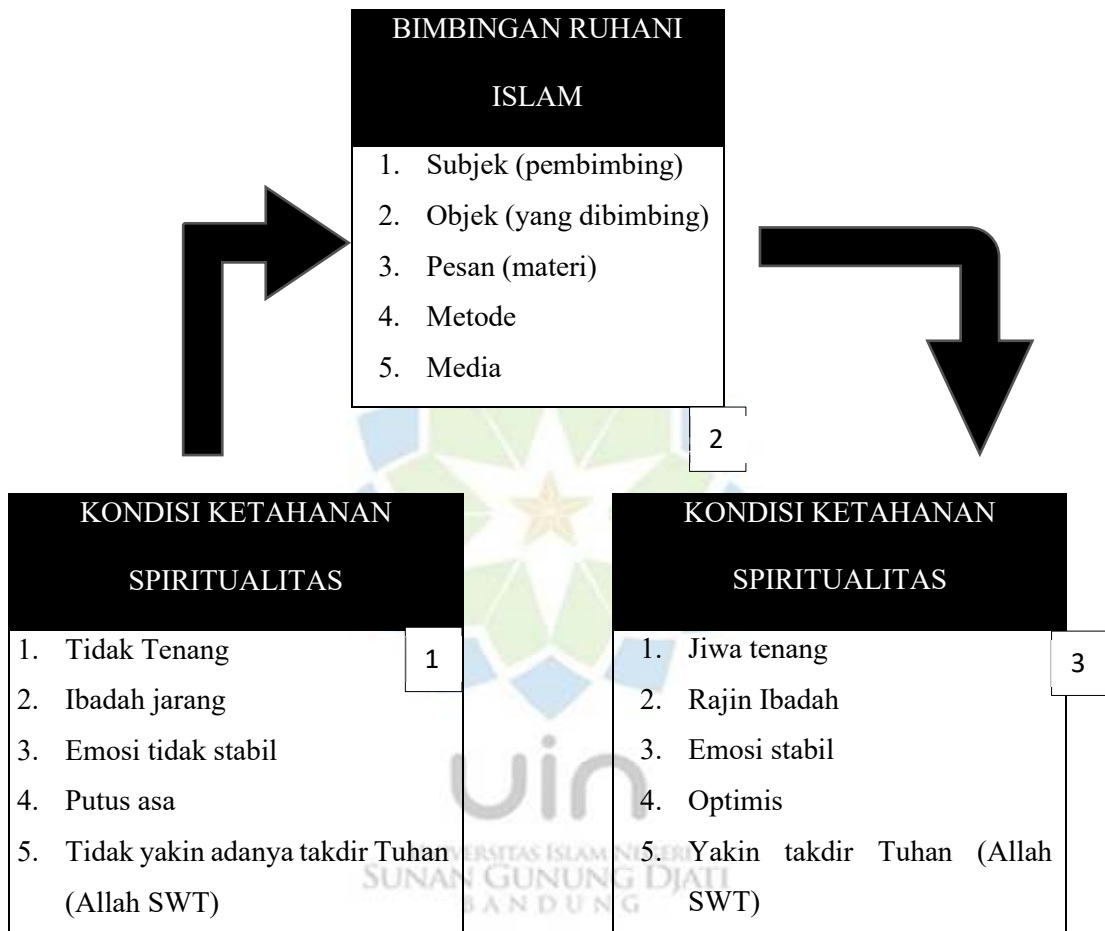 BIMBINGAN RUHANI
ISLAM
1. Subjek (pembimbing)
2. Objek (yang dibimbing)
3. Pesan (materi)
4. Metode
5. Media
2
KONDISI KETAHANAN
SPIRITUALITAS
1. Tidak Tenang
2. Ibadah jarang
3. Emosi tidak stabil
4. Putus asa
5. Tidak yakin adanya takdir Tuhan
(Allah SWT)
1
KONDISI KETAHANAN
SPIRITUALITAS
1. Jiwa tenang
2. Rajin Ibadah
3. Emosi stabil
4. Optimis
5. Yakin takdir Tuhan (Allah
SWT)
3
uin
UNIVERSITAS ISLAM NEGERI
SUNAN GUNUNG DJATI
BANDUNG